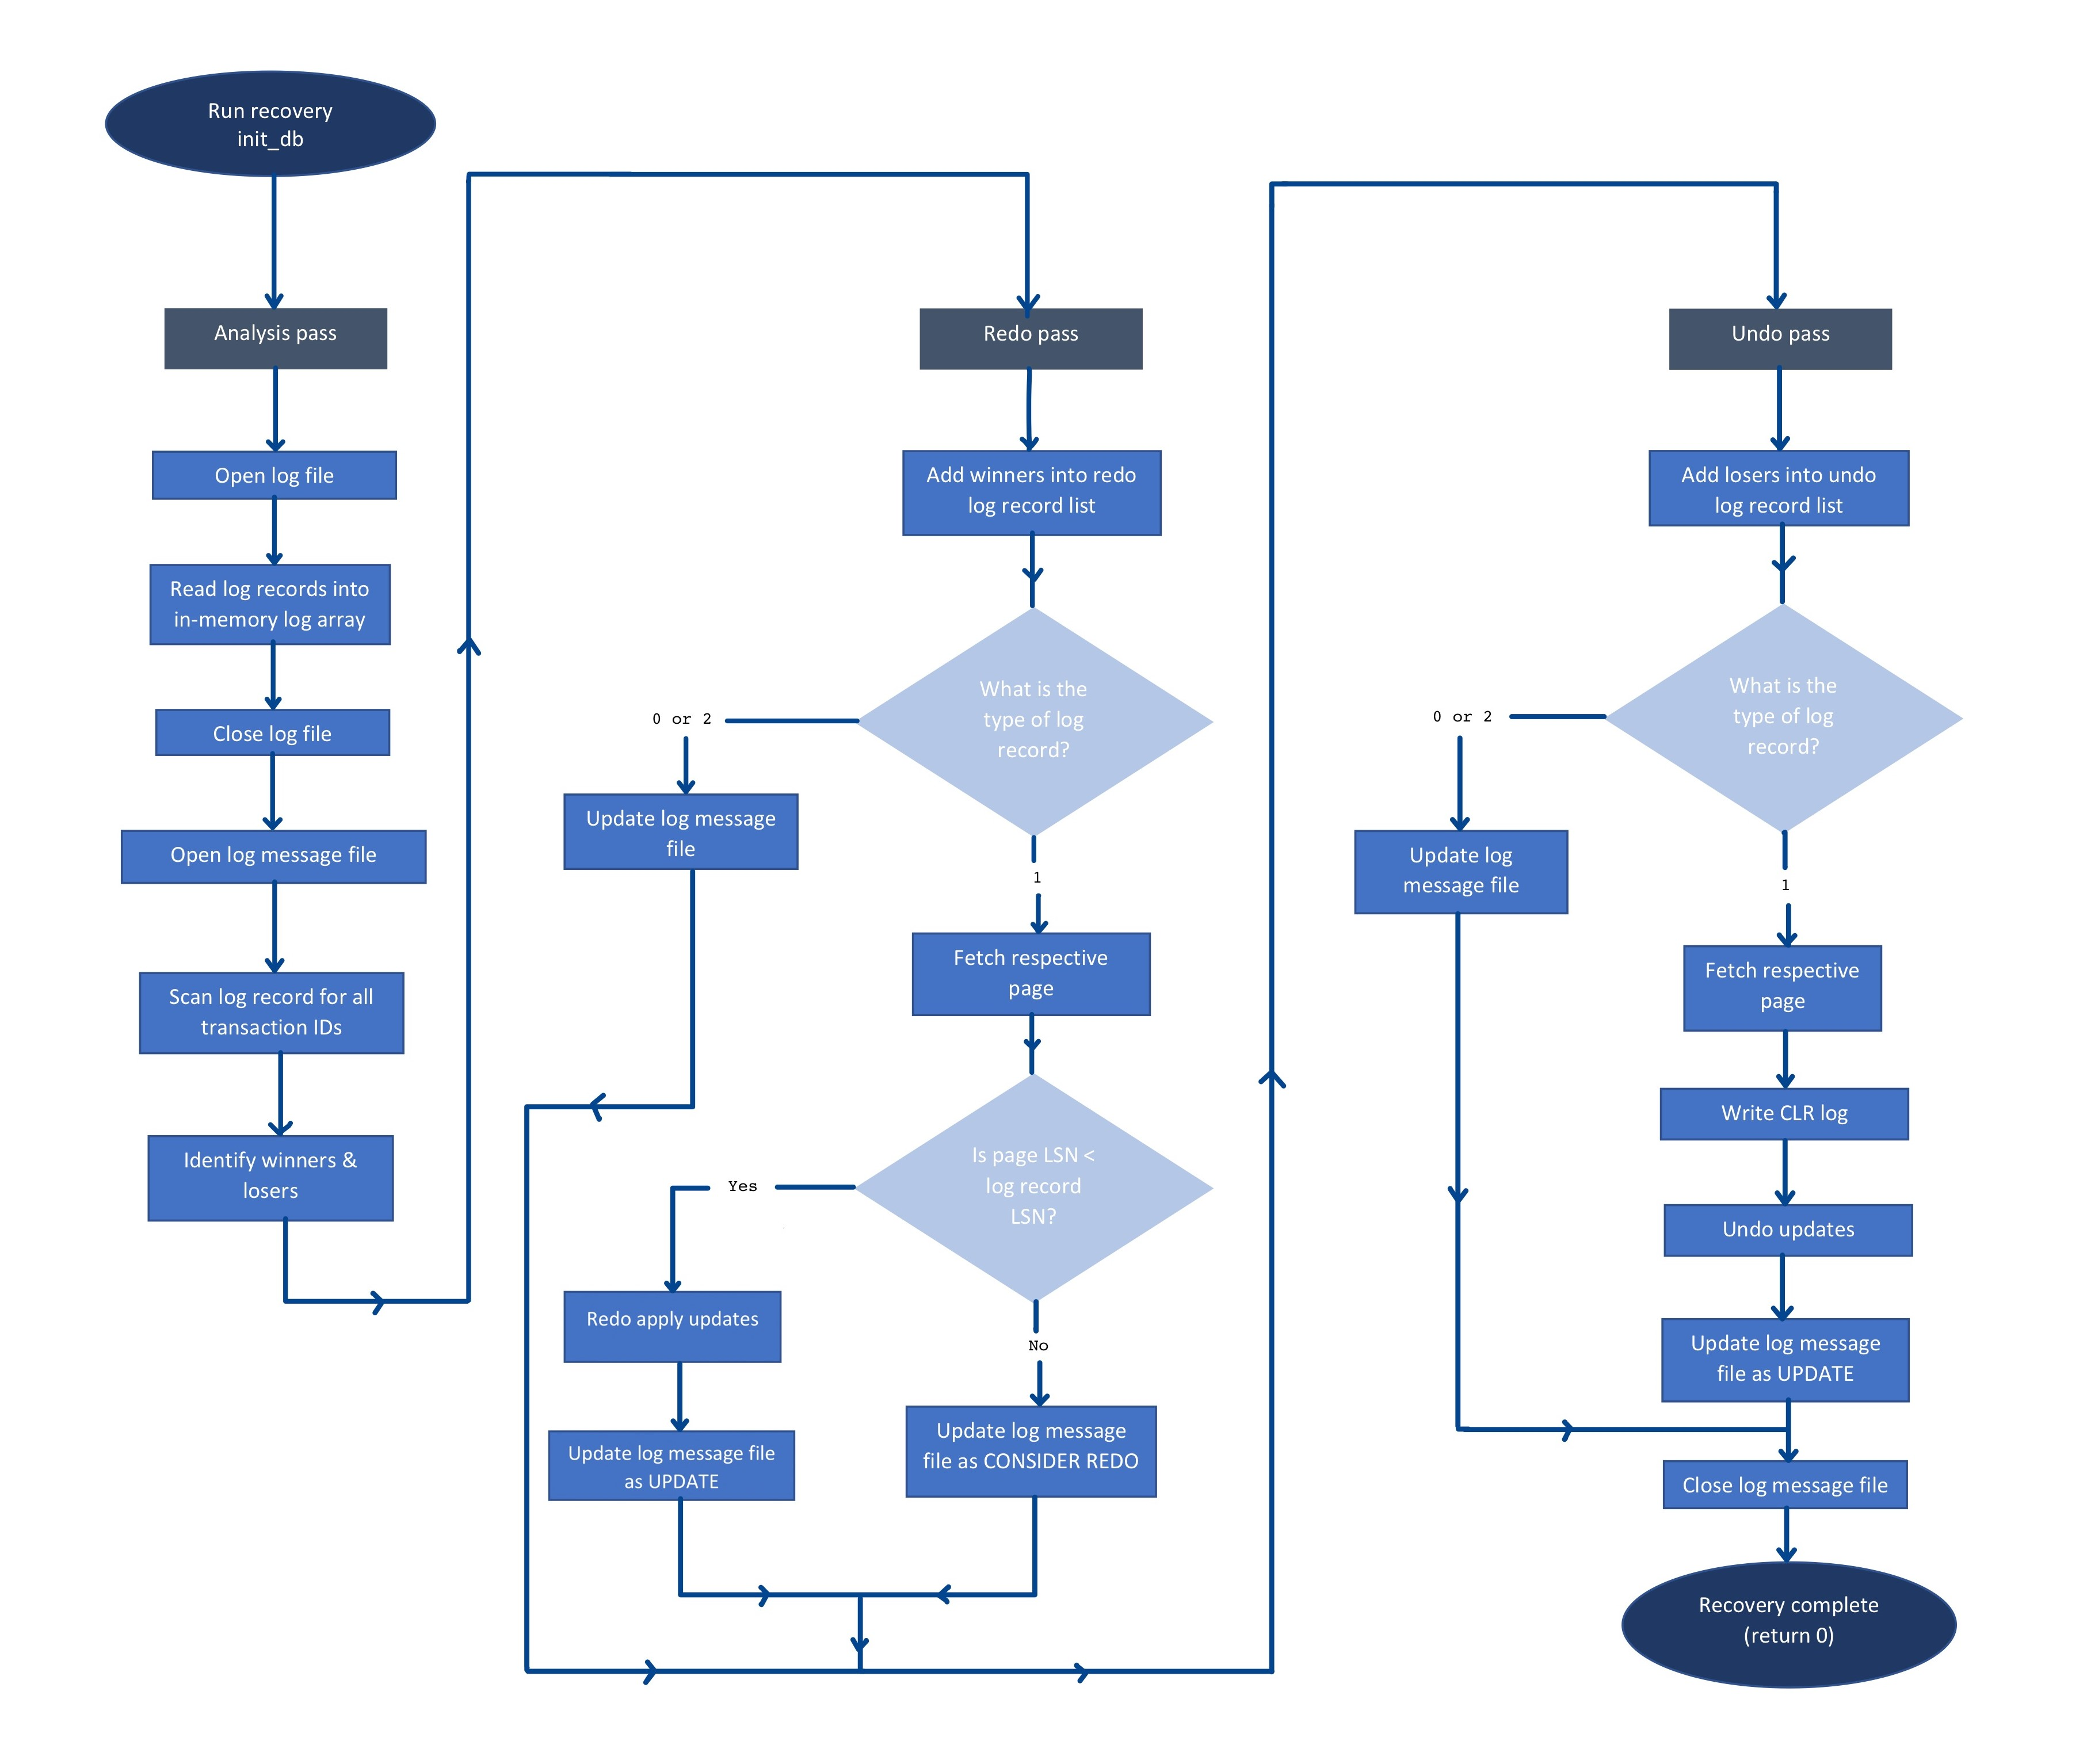 Run recovery
init_db
Analysis pass
Open log file
Read log records into
in-memory log array
Close log file
Open log message file
Scan log record for all
transaction IDs
Identify winners &
losers
Redo pass
Add winners into redo
log record list
What is the
type of log
record?
0 or 2
Update log message
file
1
Fetch respective
page
Is page LSN <
log record
LSN?
Yes
Redo apply updates
Update log message file
as UPDATE
No
Update log message
file as CONSIDER REDO
Undo pass
Add losers into undo
log record list
What is the
type of log
record?
0 or 2
Update log
message file
1
Fetch respective
page
Write CLR log
Undo updates
Update log message
file as UPDATE
Close log message file
Recovery complete
(return 0)